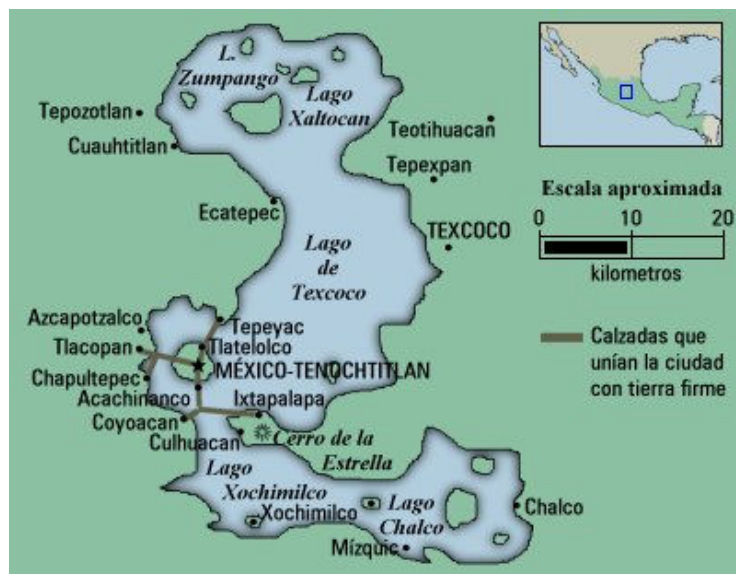 L.
Zumpango
Lago
Xaltocan
Tepozotlan
Cuauhtitlan
Teotihuacan
Tepexpan
Ecatepec
TEXCOCO
Lago
de
Texcoco
Escala aproximada
0 10 20
kilometros
Azcapotzalco
Tepeyac
Tlacopan
Tlatelolco
Chapultepec
MÉXICO-TENOCHTITLAN
Acachinanco
Ixtapalapa
Coyoacan
Culhuacan
Cerro de la
Estrella
Calzadas que
unían la ciudad
con tierra firme
Lago
Xochimilco
Xochimilco
Lago
Chalco
Chalco
Mízquic